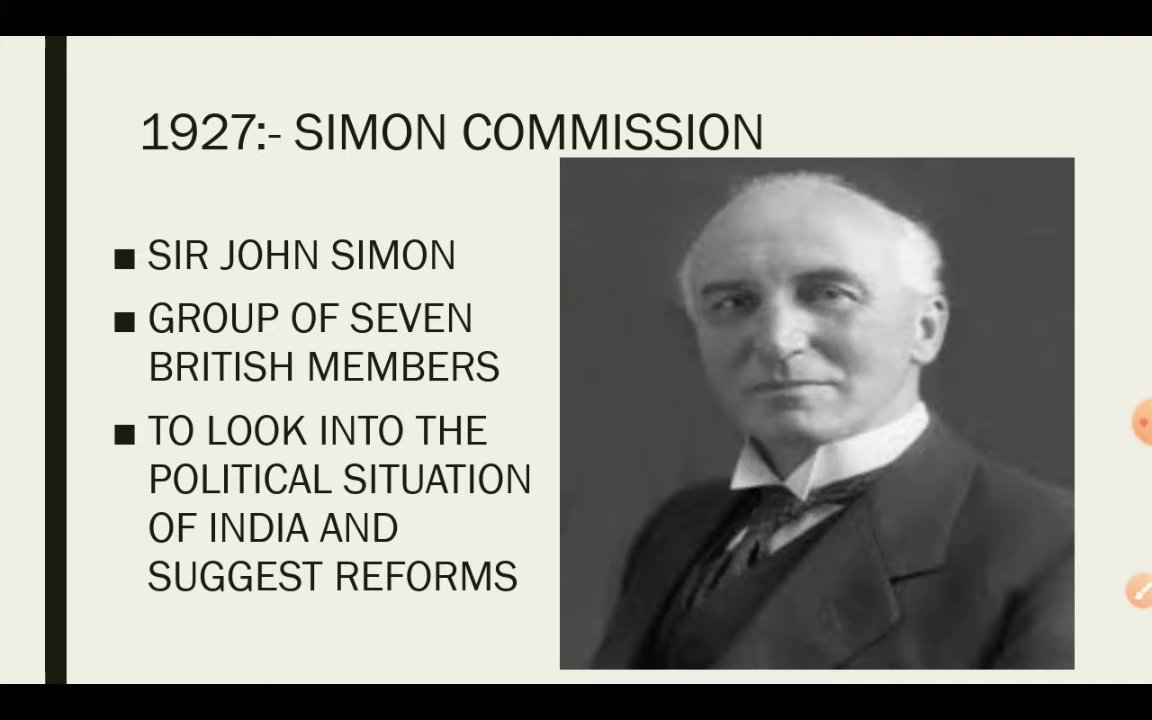 1927:- SIMON COMMISSION
■ SIR JOHN SIMON
■ GROUP OF SEVEN
BRITISH MEMBERS
■ TO LOOK INTO THE
POLITICAL SITUATION
OF INDIA AND
SUGGEST REFORMS